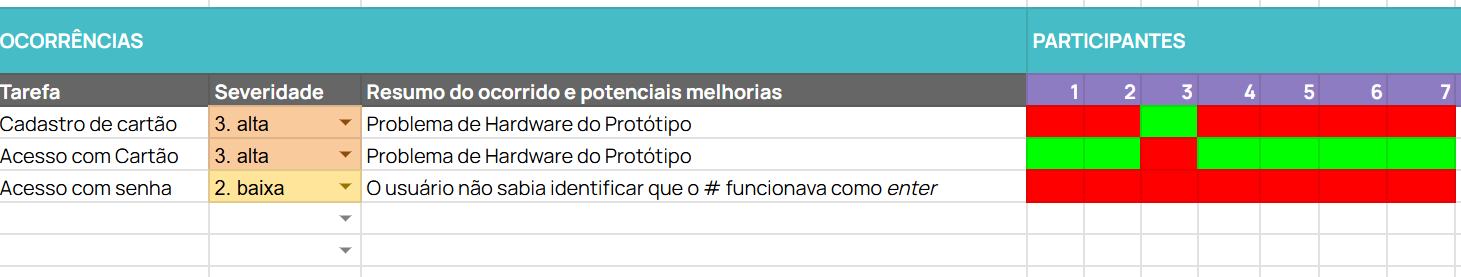 OCORRÊNCIAS PARTICIPANTES
Tarefa Severidade Resumo do ocorrido e potenciais melhorias 1 2 3 4 5 6 7
Cadastro de cartão 3. alta Problema de Hardware do Protótipo
Acesso com Cartão 3. alta Problema de Hardware do Protótipo
Acesso com senha 2. baixa O usuário não sabia identificar que o # funcionava como enter